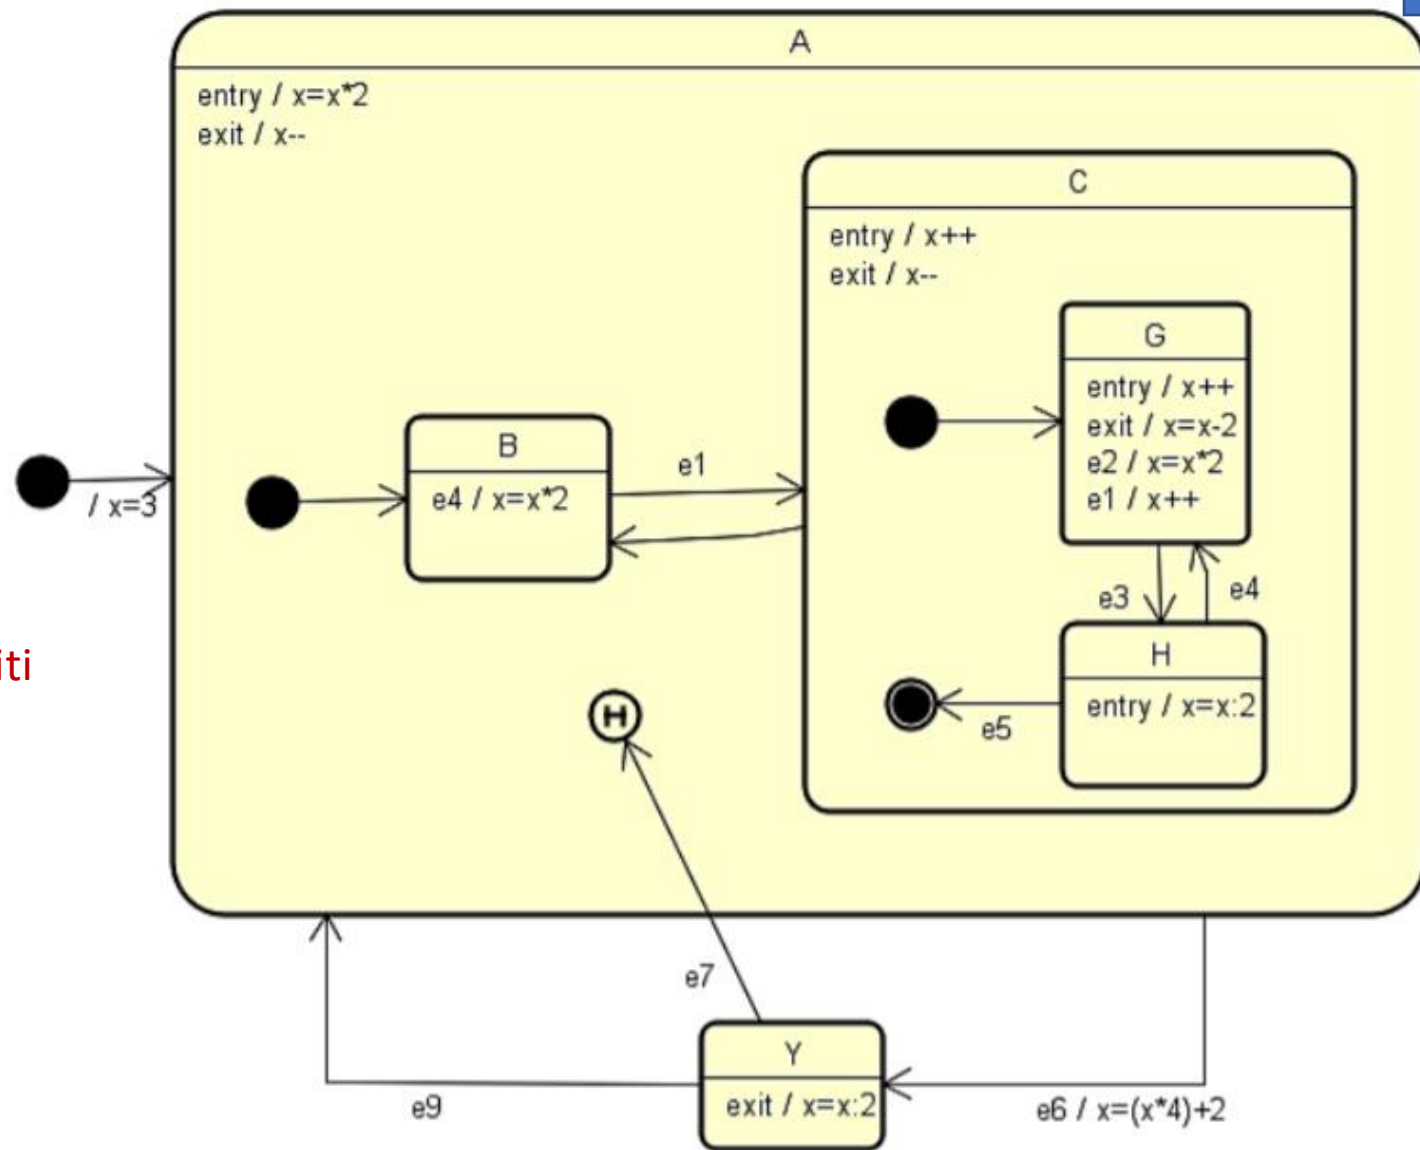 A
entry / x=x*2
exit / x--
C
entry / x++
exit / x--
G
entry / x++
exit / x=x-2
e2 / x=x*2
e1 / x++
B
e4 / x=x*2
e1
/ x=3
e3
e4
H
entry / x=x:2
e5
iti
H
e7
Y
exit / x=x:2
e9
e6 / x=(x*4)+2